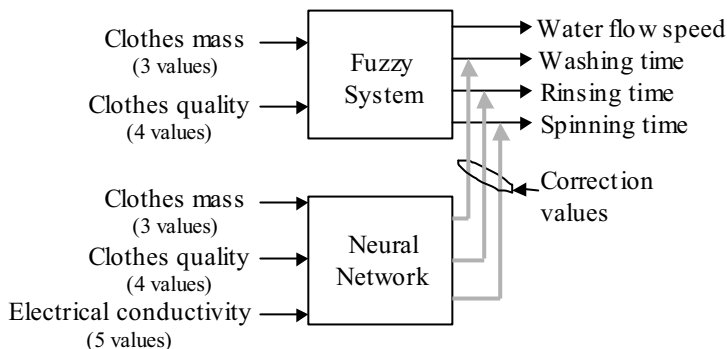 Clothes mass
(3 values)
Clothes quality
(4 values)
Fuzzy
System
Water flow speed
Washing time
Rinsing time
Spinning time
Correction
values
Clothes mass
(3 values)
Clothes quality
(4 values)
Electrical conductivity
(5 values)
Neural
Network